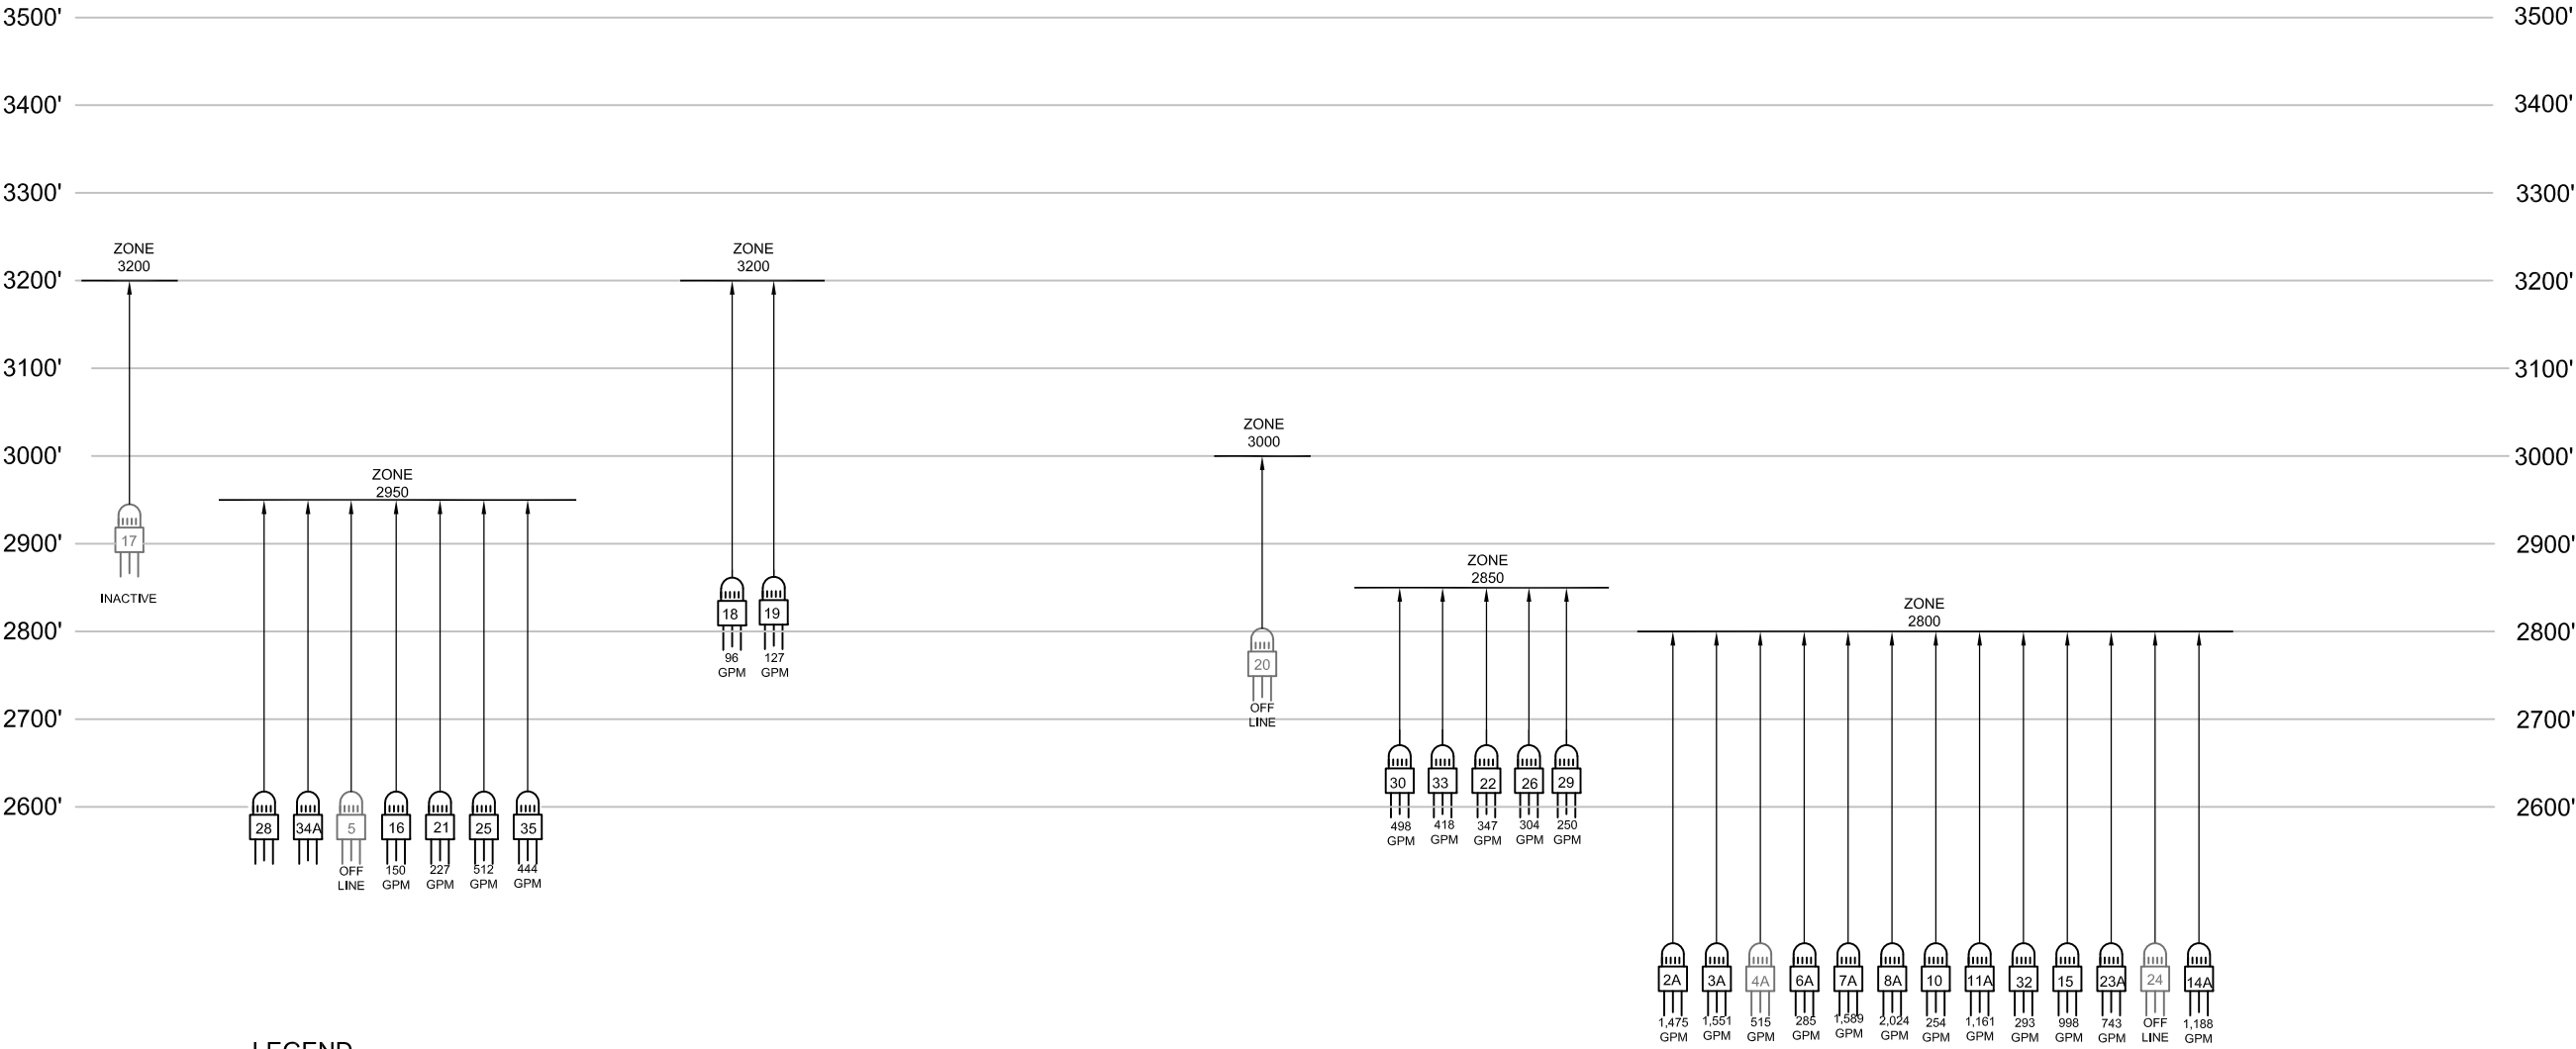 3500' 3500'
3400' 3400'
3300' 3300'
ZONE
3200
ZONE
3200
3200' 3200'
3100' 3100'
ZONE
3000
3000' 3000'
ZONE
2950
17
2900' 2900'
INACTIVE
ZONE
2850
18 19
96
GPM
127
GPM
ZONE
2800
2800' 2800'
20
OFF
LINE
2700' 2700'
30 33 22 26 29
498
GPM
418
GPM
347
GPM
304
GPM
250
GPM
2600' 2600'
28 34A 5 16 21 25 35
OFF
LINE
150
GPM
227
GPM
512
GPM
444
GPM
2A 3A 4A 6A 7A 8A 10 11A 32 15 23A 24 14A
1,475
GPM
1,551
GPM
515
GPM
285
GPM
1,589
GPM
2,024
GPM
254
GPM
1,161
GPM
293
GPM
998
GPM
743
GPM
OFF
LINE
1,188
GPM
LEGEND